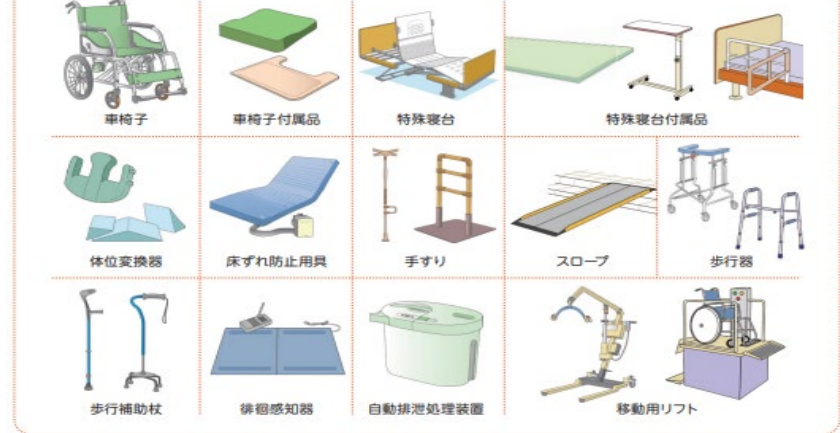 車椅子
車椅子付属品
特殊寝台
特殊寝台付属品
体位変換器
床ずれ防止用具
手すり
スロープ
歩行器
歩行補助杖
徘徊感知器
自動排泄処理装置
移動用リフト